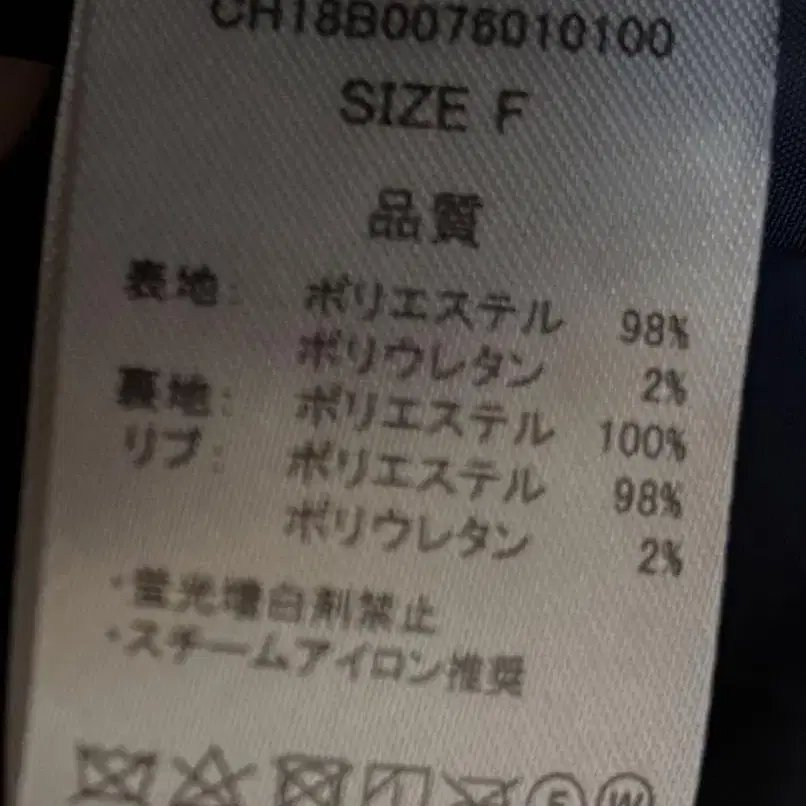 CH18B0076010100
SIZE F
品質
表地: ポリエステル 98%
ポリウレタン 2%
裏地: ポリエステル 100%
リブ: ポリエステル 98%
ポリウレタン 2%
・蛍光増白剤禁止
・スチームアイロン推奨
F W